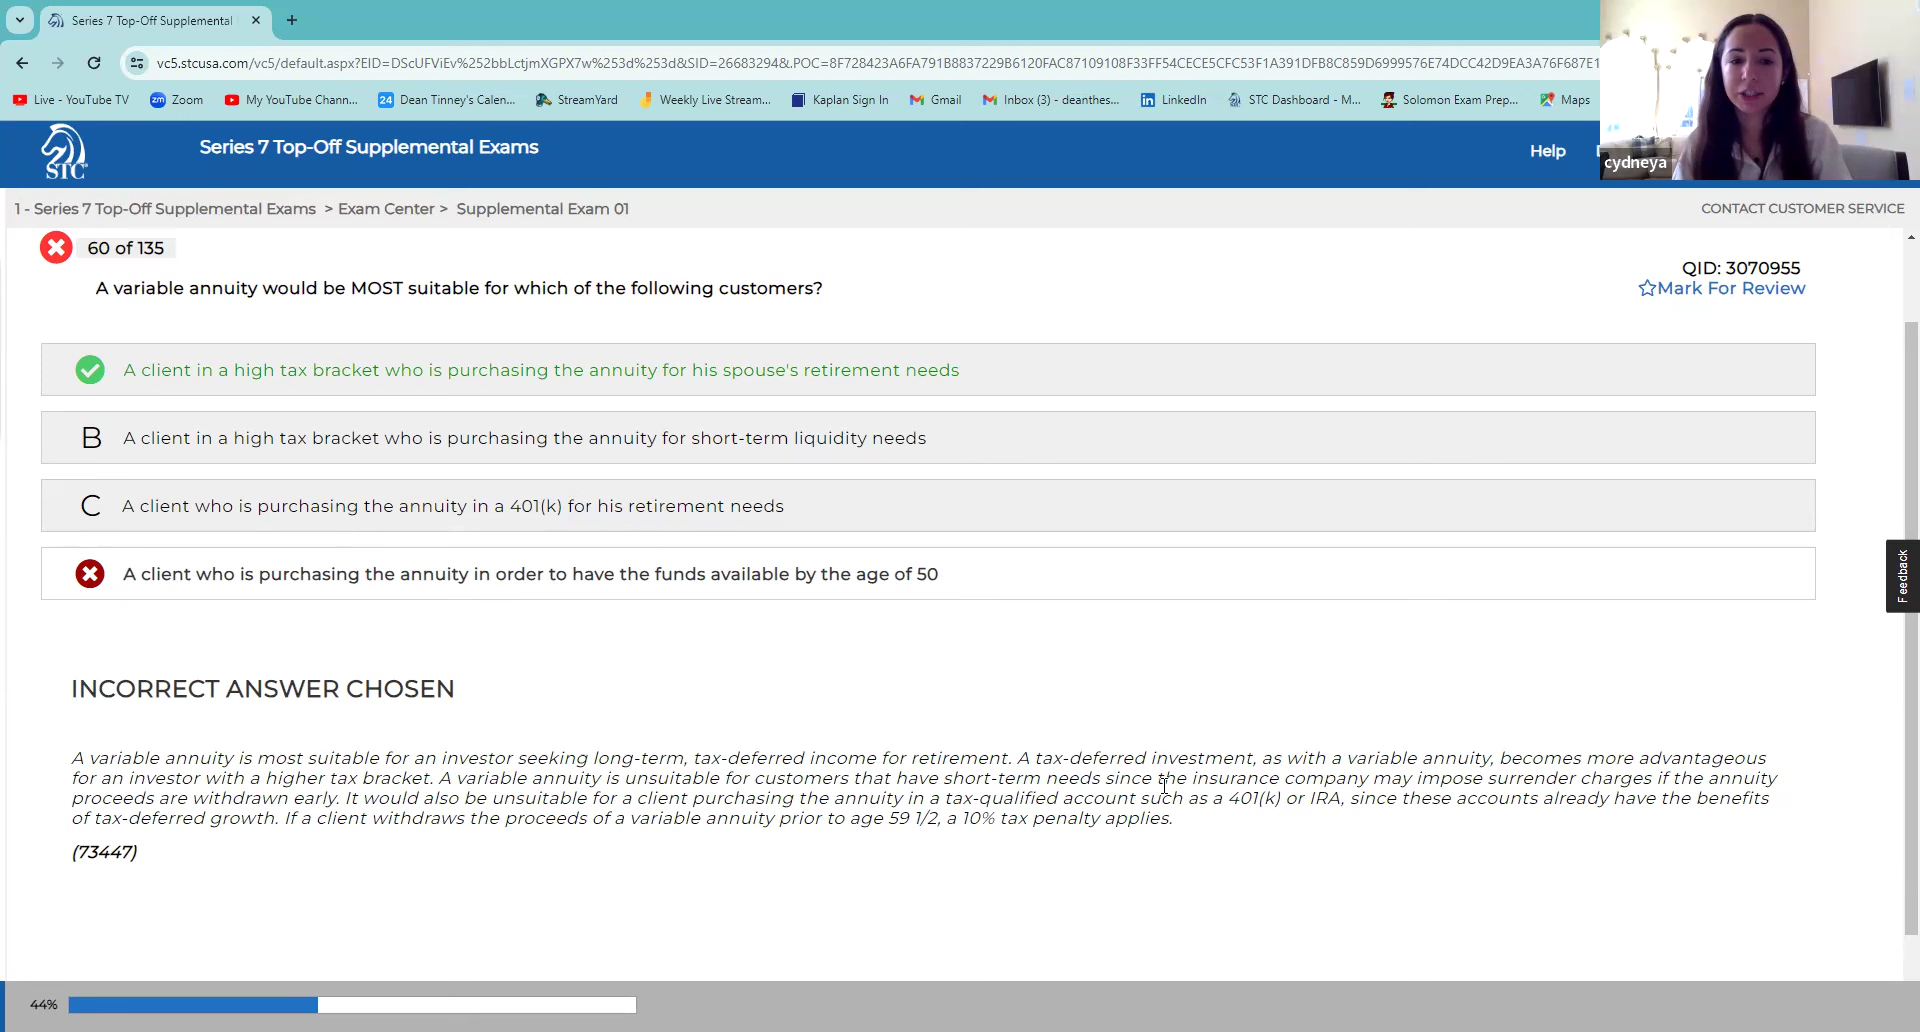 Series 7 Top-Off Supplemental
vc5.stcusa.com/vc5/default.aspx?EID=DScUFViEv%252bbLctjmXGPX7w%253d%253d&SID=26683294&.POC=8F728423A6FA791B8837229B6120FAC87109108F33FF54CECE5CFC53F1A391DFB8C859D6999576E74DCC42D9EA3A76F687E1
Live - YouTube TV Zoom My YouTube Chann... 24 Dean Tinney's Calen... StreamYard Weekly Live Stream... Kaplan Sign In Gmail Inbox (3) - deanthes... LinkedIn STC Dashboard - M... Solomon Exam Prep... Maps
STC
Series 7 Top-Off Supplemental Exams
Help
cydneya
1 - Series 7 Top-Off Supplemental Exams > Exam Center > Supplemental Exam 01
CONTACT CUSTOMER SERVICE
60 of 135
QID: 3070955
A variable annuity would be MOST suitable for which of the following customers?
Mark For Review
A client in a high tax bracket who is purchasing the annuity for his spouse's retirement needs
B A client in a high tax bracket who is purchasing the annuity for short-term liquidity needs
C A client who is purchasing the annuity in a 401(k) for his retirement needs
A client who is purchasing the annuity in order to have the funds available by the age of 50
Feedback
INCORRECT ANSWER CHOSEN
A variable annuity is most suitable for an investor seeking long-term, tax-deferred income for retirement. A tax-deferred investment, as with a variable annuity, becomes more advantageous
for an investor with a higher tax bracket. A variable annuity is unsuitable for customers that have short-term needs since the insurance company may impose surrender charges if the annuity
proceeds are withdrawn early. It would also be unsuitable for a client purchasing the annuity in a tax-qualified account such as a 401(k) or IRA, since these accounts already have the benefits
of tax-deferred growth. If a client withdraws the proceeds of a variable annuity prior to age 59 1/2, a 10% tax penalty applies.
(73447)
44%